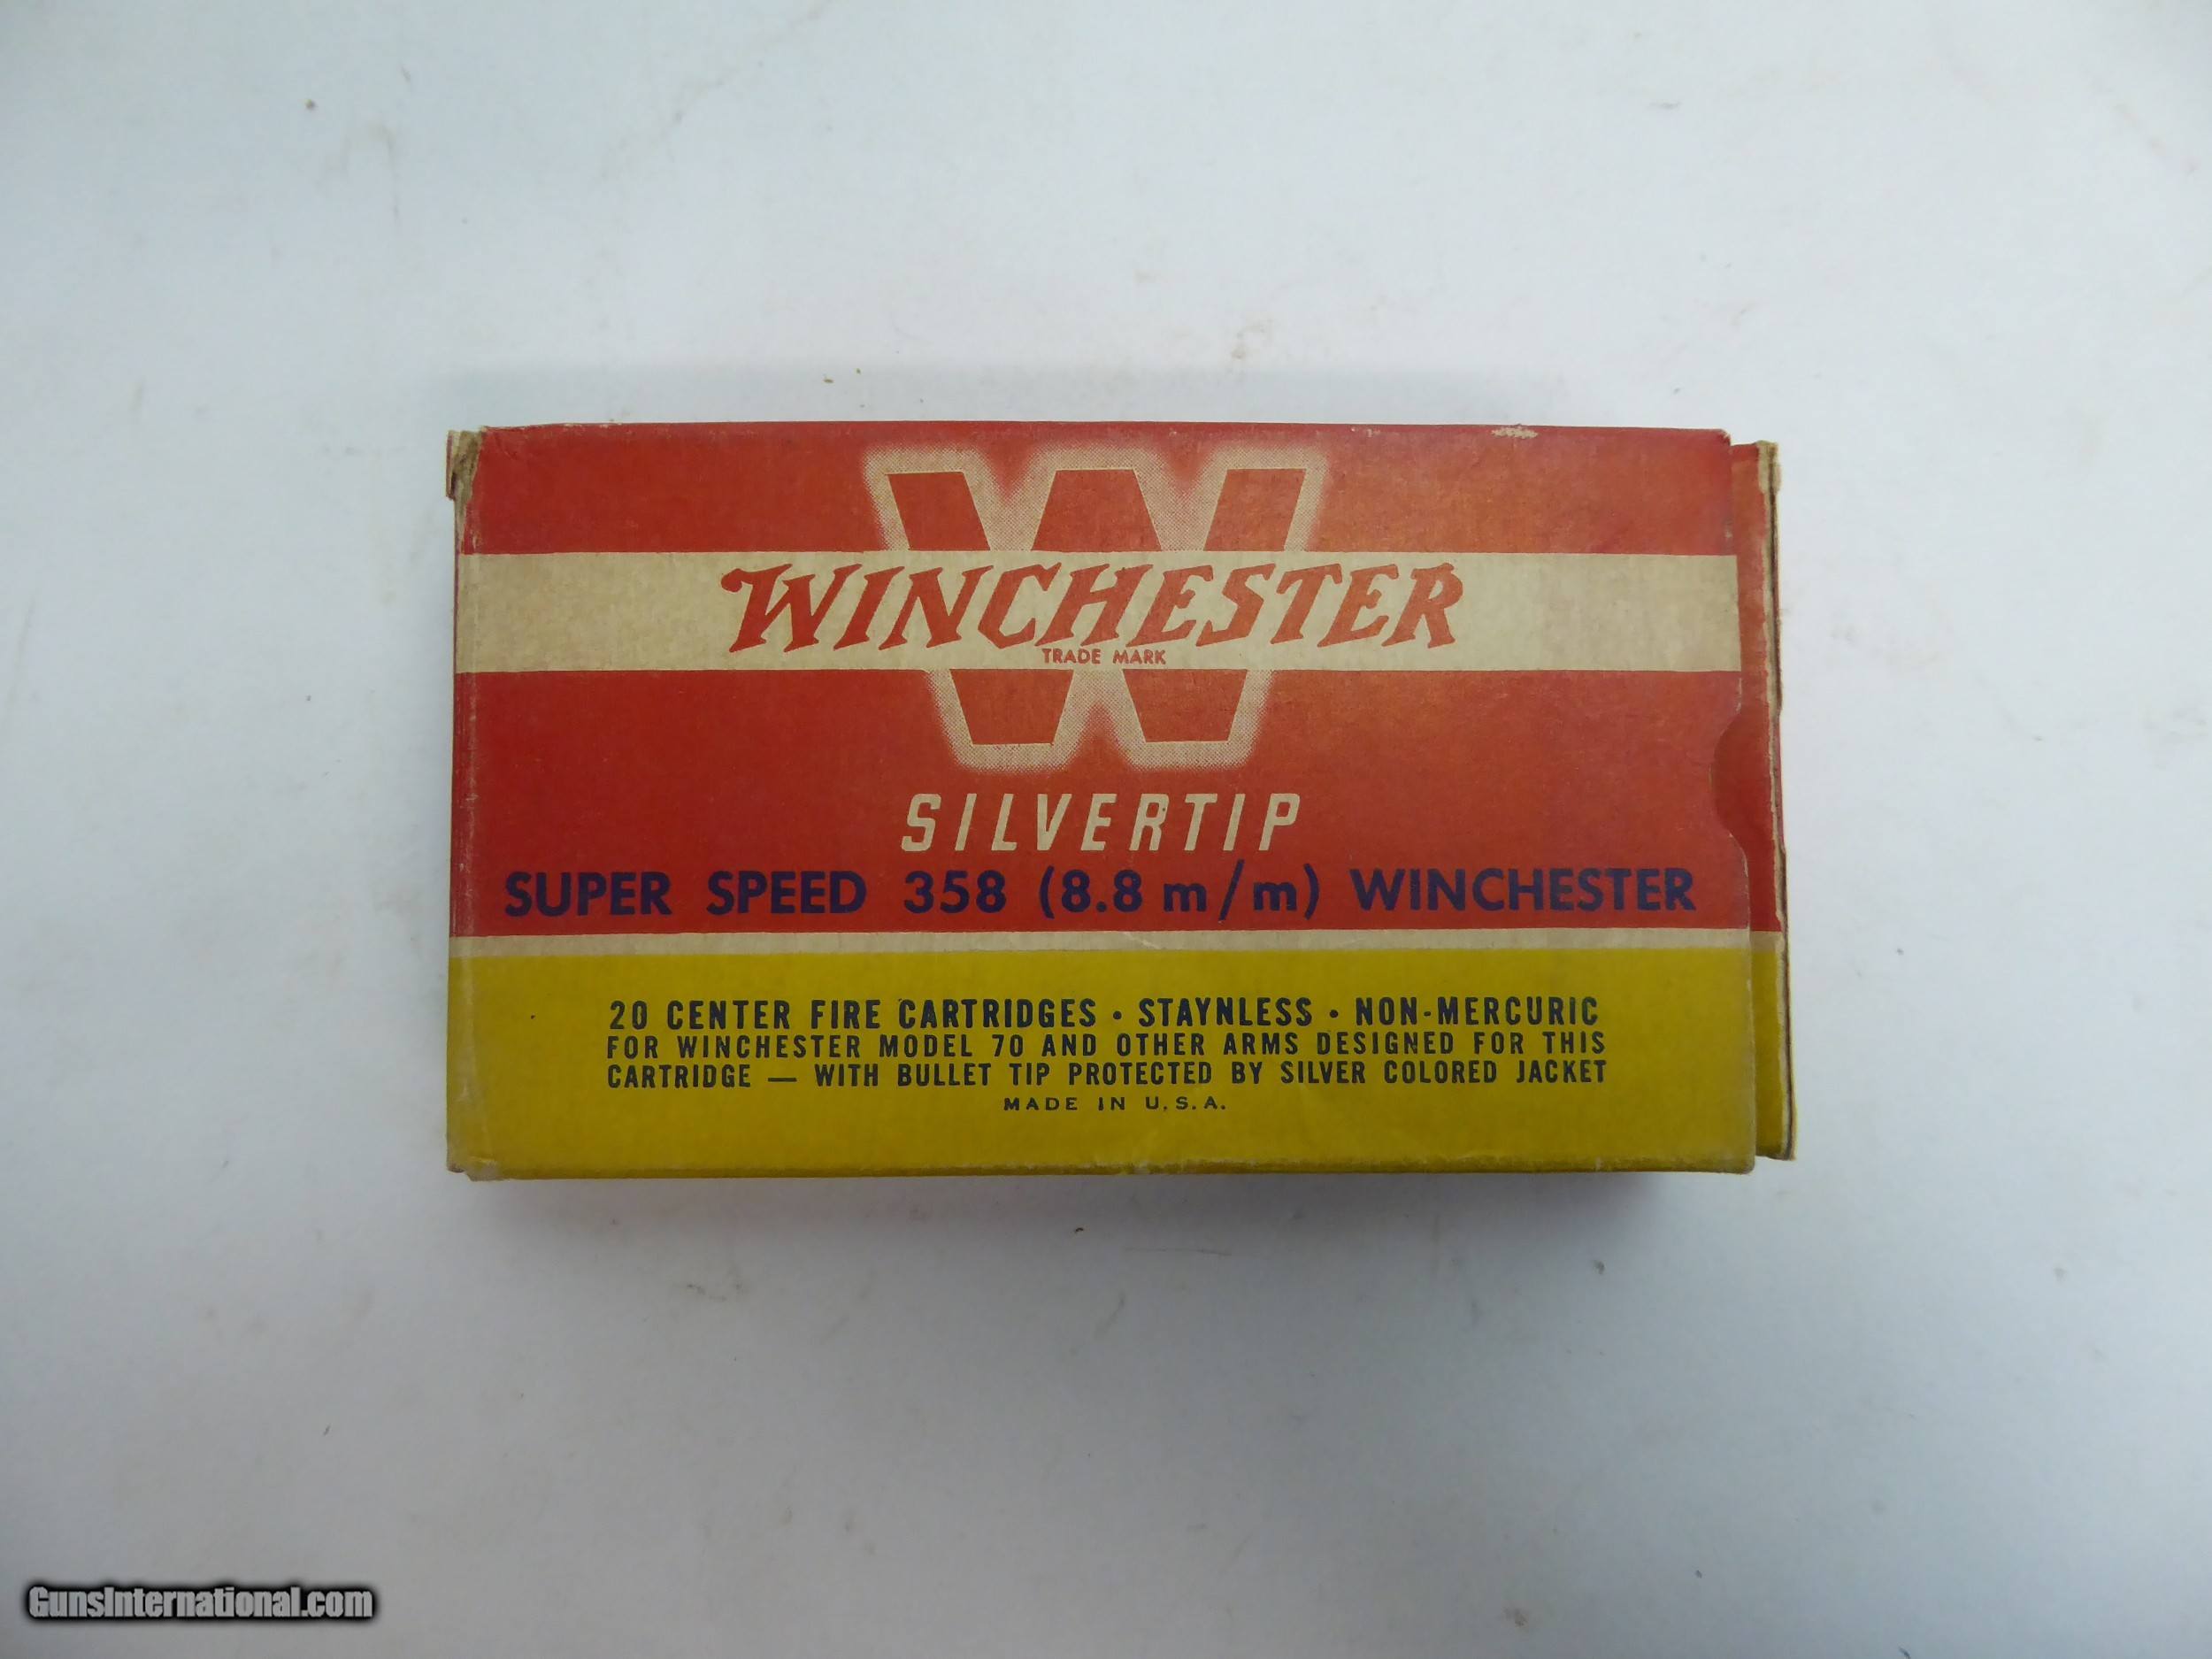 W
WINCHESTER
TRADE MARK
SILVERTIP
SUPER SPEED 358 (8.8 m/m) WINCHESTER
20 CENTER FIRE CARTRIDGES • STAYNLESS • NON-MERCURIC
FOR WINCHESTER MODEL 70 AND OTHER ARMS DESIGNED FOR THIS
CARTRIDGE — WITH BULLET TIP PROTECTED BY SILVER COLORED JACKET
MADE IN U.S.A.
GunsInternational.com